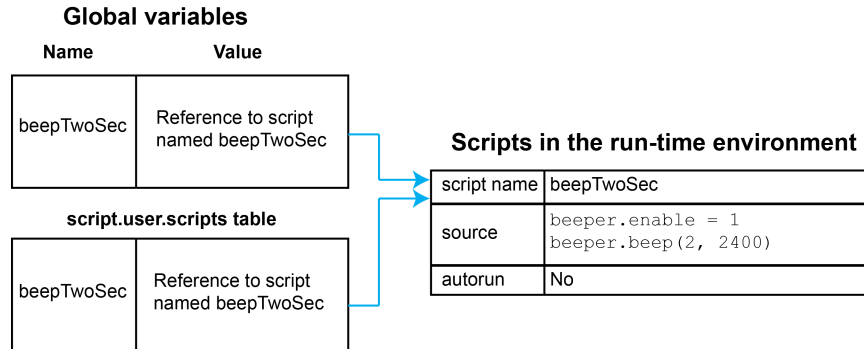 Global variables
Name Value
beepTwoSec
Reference to script
named beepTwoSec
script.user.scripts table
beepTwoSec
Reference to script
named beepTwoSec
Scripts in the run-time environment
script name beepTwoSec
source
beeper.enable = 1
beeper.beep(2, 2400)
autorun No